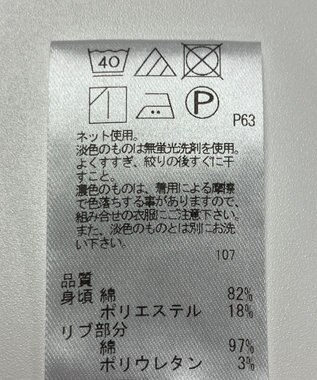 40
P
P63
ネット使用。
淡色のものは無蛍光洗剤を使用。
よくすすぎ、絞りの後すぐに干
すこと。
濃色のものは、着用による摩擦
で色落ちする事がありますので、
組み合せの衣服にご注意下さい。
また、淡色のものとは別にお洗
い下さい。
107
品質
身頃 綿 82%
ポリエステル 18%
リブ部分
綿 97%
ポリウレタン 3%